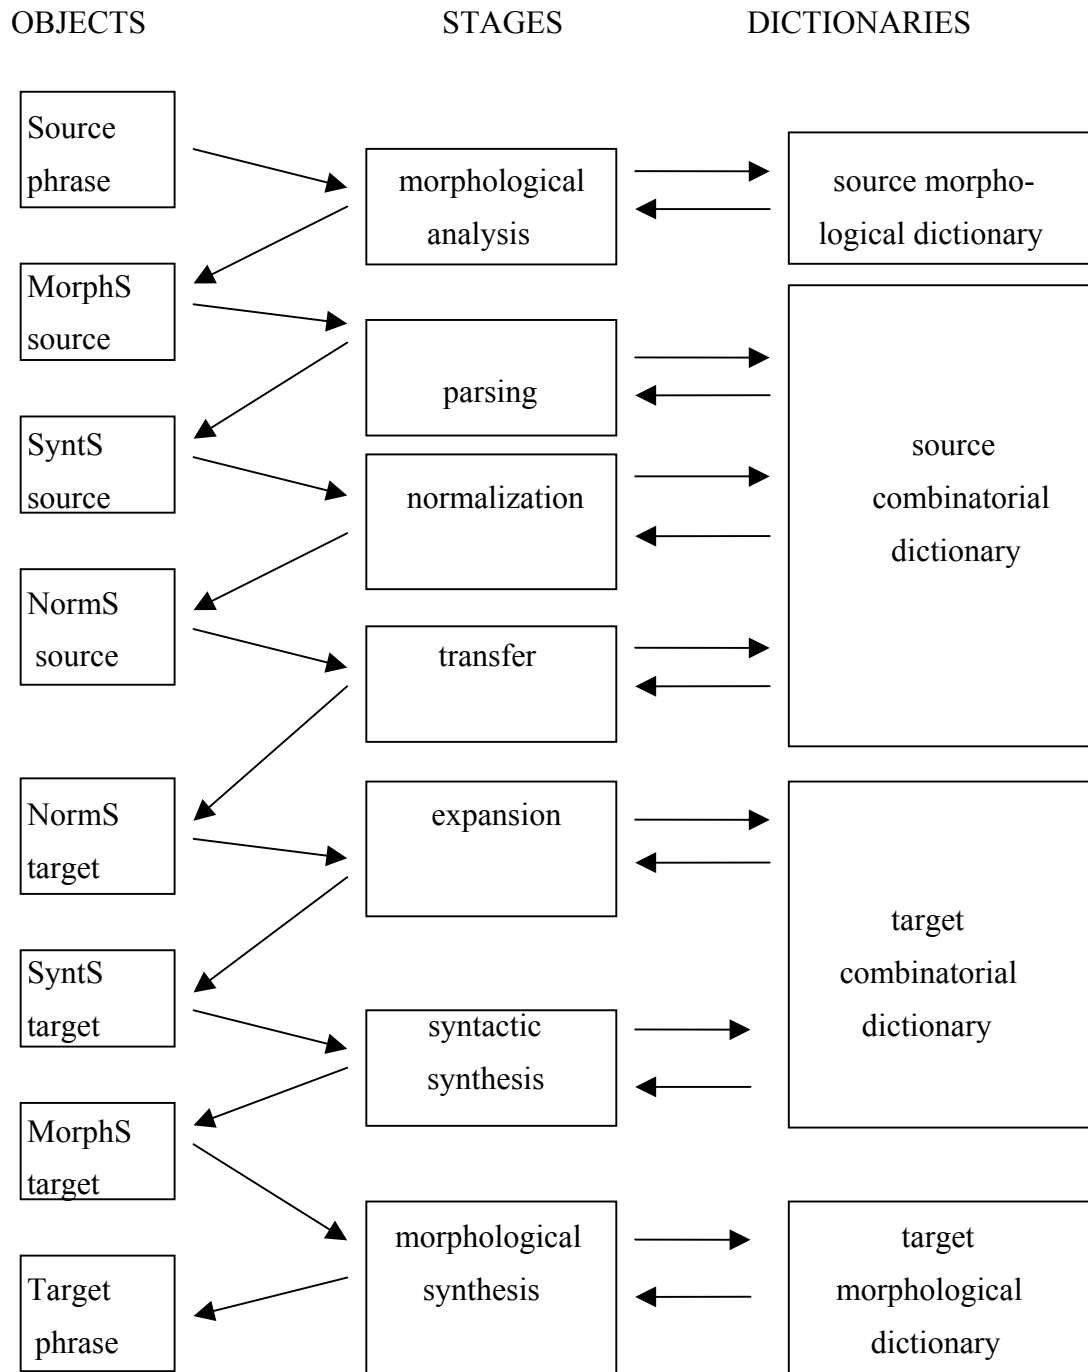 OBJECTS STAGES DICTIONARIES
Source
phrase
morphological
analysis
source morpho-
logical dictionary
MorphS
source
parsing
source
combinatorial
dictionary
SyntS
source
normalization
NormS
source
transfer
NormS
target
expansion
target
combinatorial
dictionary
SyntS
target
syntactic
synthesis
MorphS
target
morphological
synthesis
target
morphological
dictionary
Target
phrase